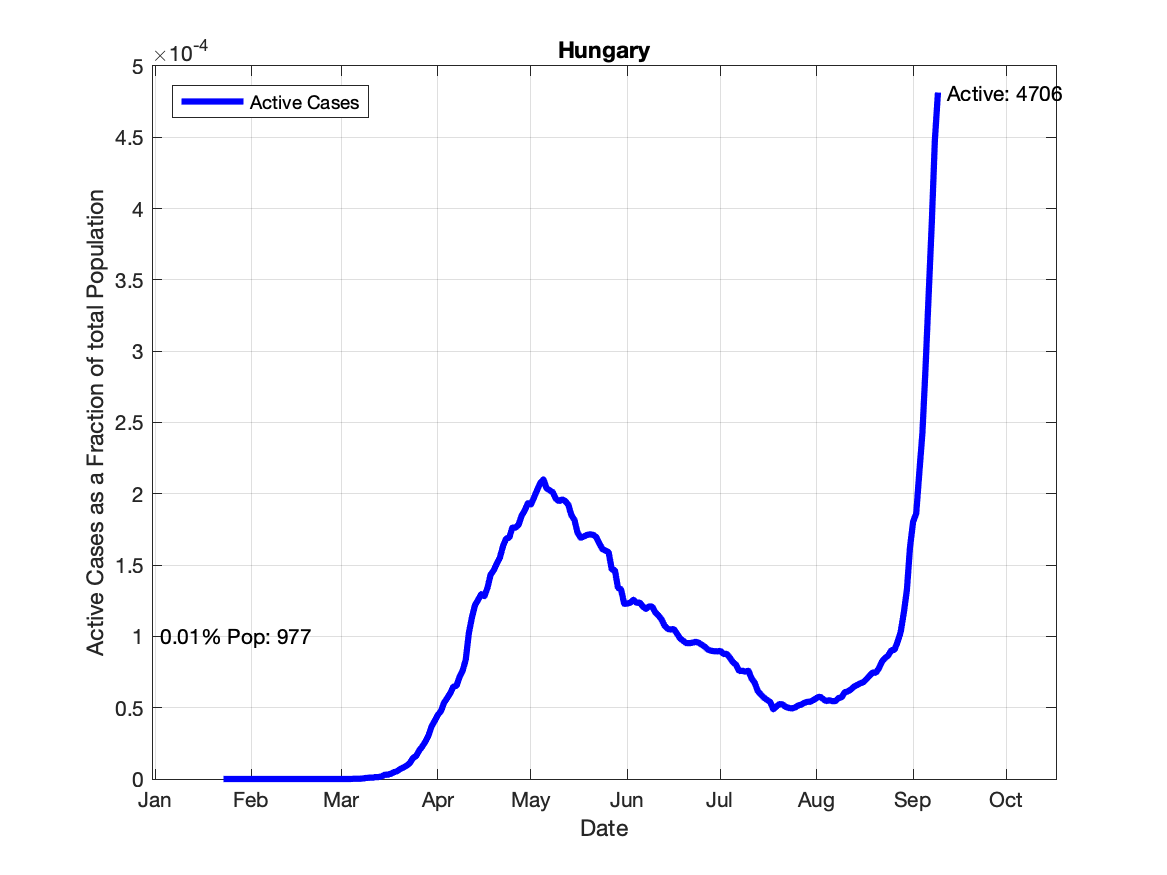 Hungary
×10-4
Active Cases
Active: 4706
0.01% Pop: 977
Active Cases as a Fraction of total Population
5
4.5
4
3.5
3
2.5
2
1.5
1
0.5
0
Jan Feb Mar Apr May Jun Jul Aug Sep Oct
Date